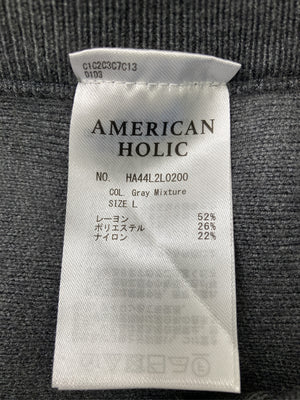 C1C2C3C7C13
0103
AMERICAN
HOLIC
NO. HA44L2L0200
COL. Gray Mixture
SIZE L
レーヨン 52%
ポリエステル 26%
ナイロン 22%